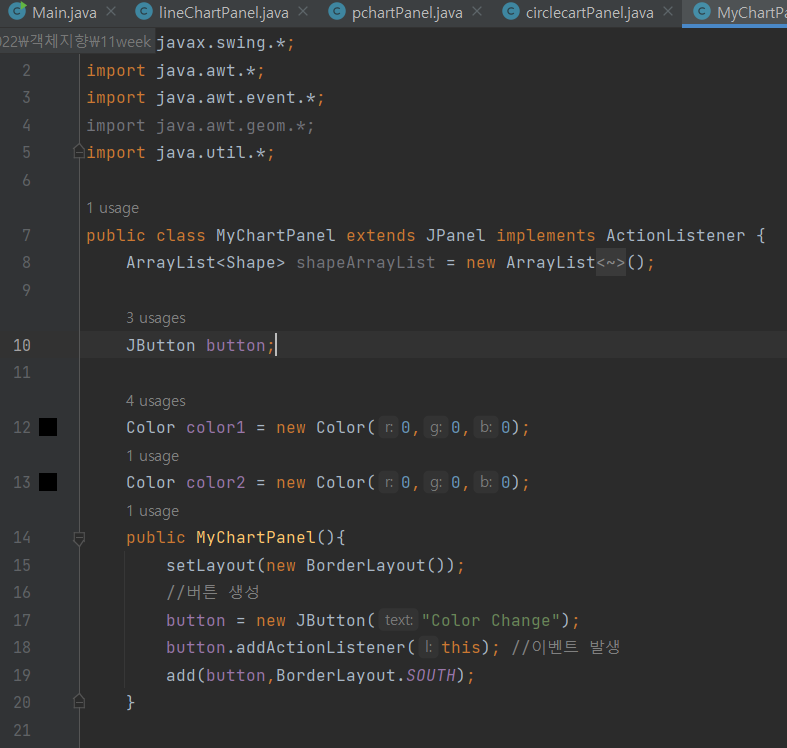 Main.java lineChartPanel.java pchartPanel.java circlecartPanel.java MyChartPa
022\객체지향\11week javax.swing.*;
2 import java.awt.*;
3 import java.awt.event.*;
4 import java.awt.geom.*;
5 import java.util.*;
6
1 usage
7 public class MyChartPanel extends JPanel implements ActionListener {
8 ArrayList<Shape> shapeArrayList = new ArrayList<~>();
9
3 usages
10 JButton button;
11
4 usages
12 Color color1 = new Color( r: 0, g: 0, b: 0);
1 usage
13 Color color2 = new Color( r: 0, g: 0, b: 0);
1 usage
14 public MyChartPanel(){
15 setLayout(new BorderLayout());
16 //버튼 생성
17 button = new JButton( text: "Color Change");
18 button.addActionListener( l: this); //이벤트 발생
19 add(button,BorderLayout.SOUTH);
20 }
21